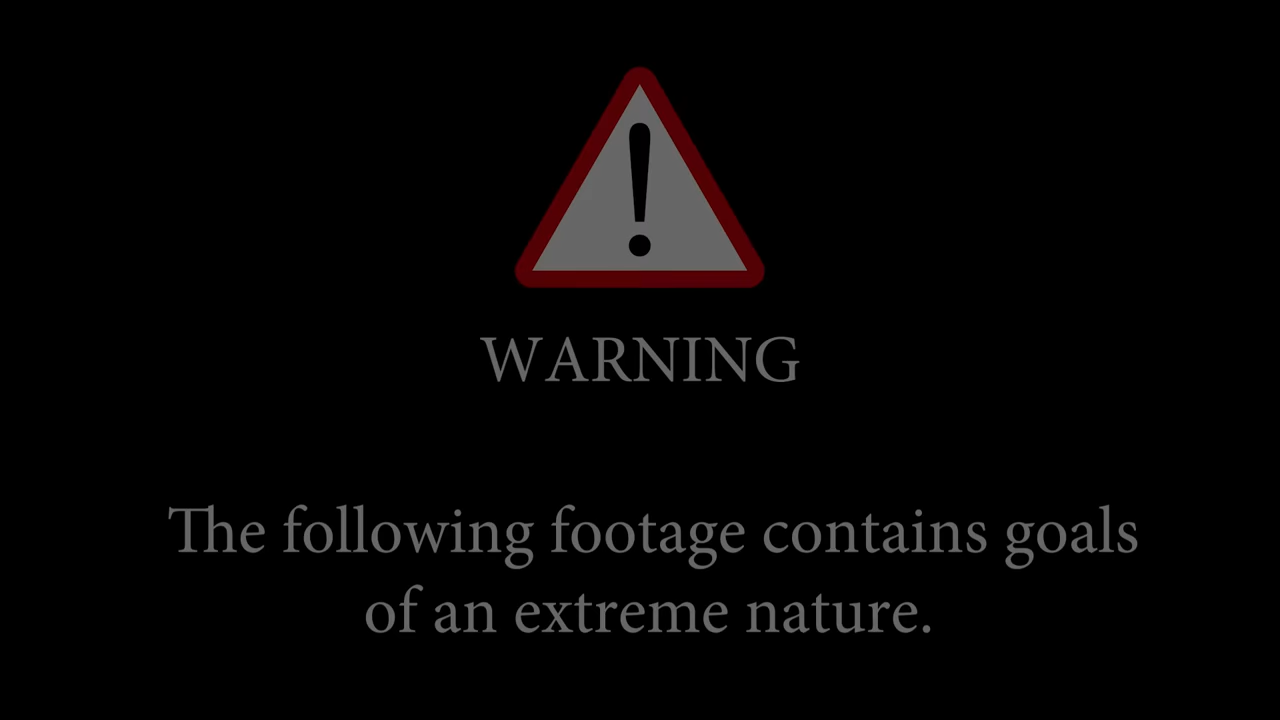 WARNING
The following footage contains goals
of an extreme nature.